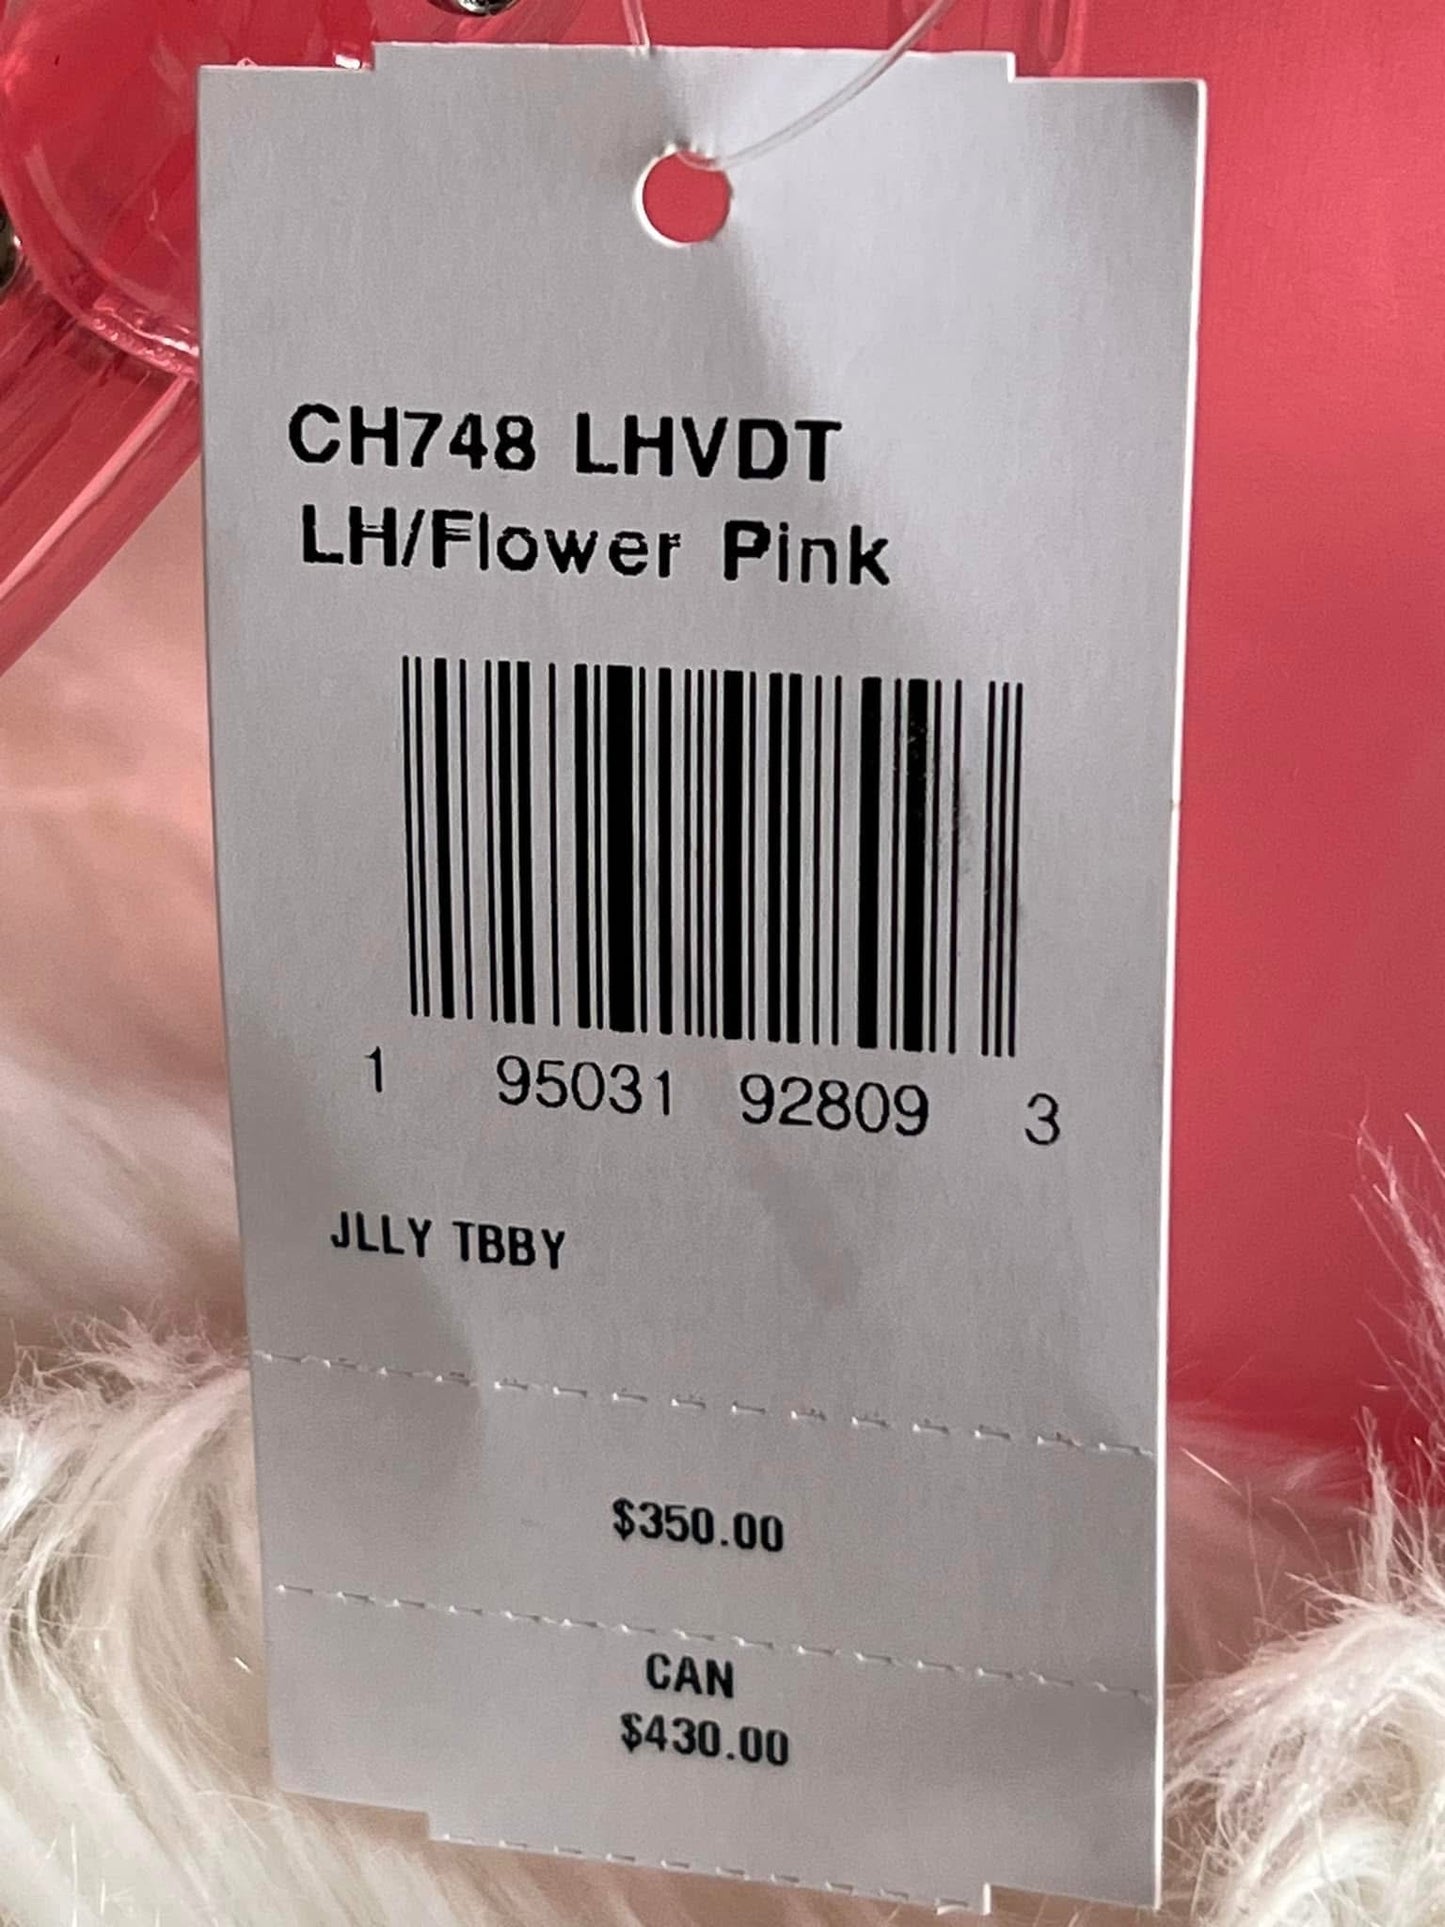 CH748 LHVDT
LH/Flower Pink
1 95031 92809 3
JLLY TBBY
$350.00
CAN
$430.00